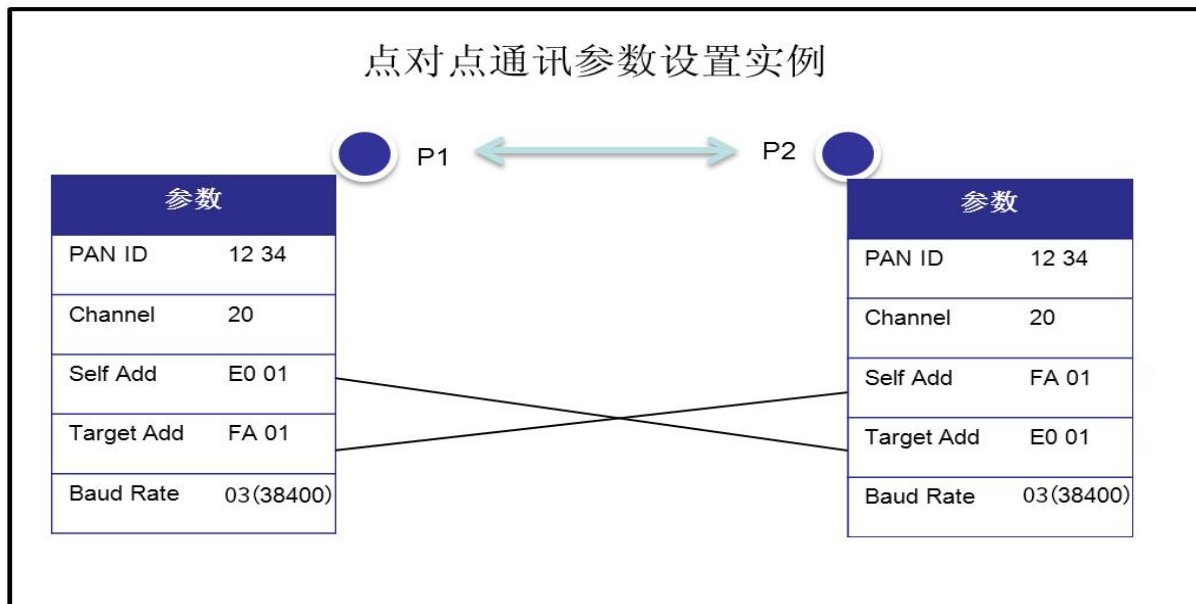 点对点通讯参数设置实例
P1
P2
参数
PAN ID 12 34
Channel 20
Self Add E0 01
Target Add FA 01
Baud Rate 03(38400)
参数
PAN ID 12 34
Channel 20
Self Add FA 01
Target Add E0 01
Baud Rate 03(38400)